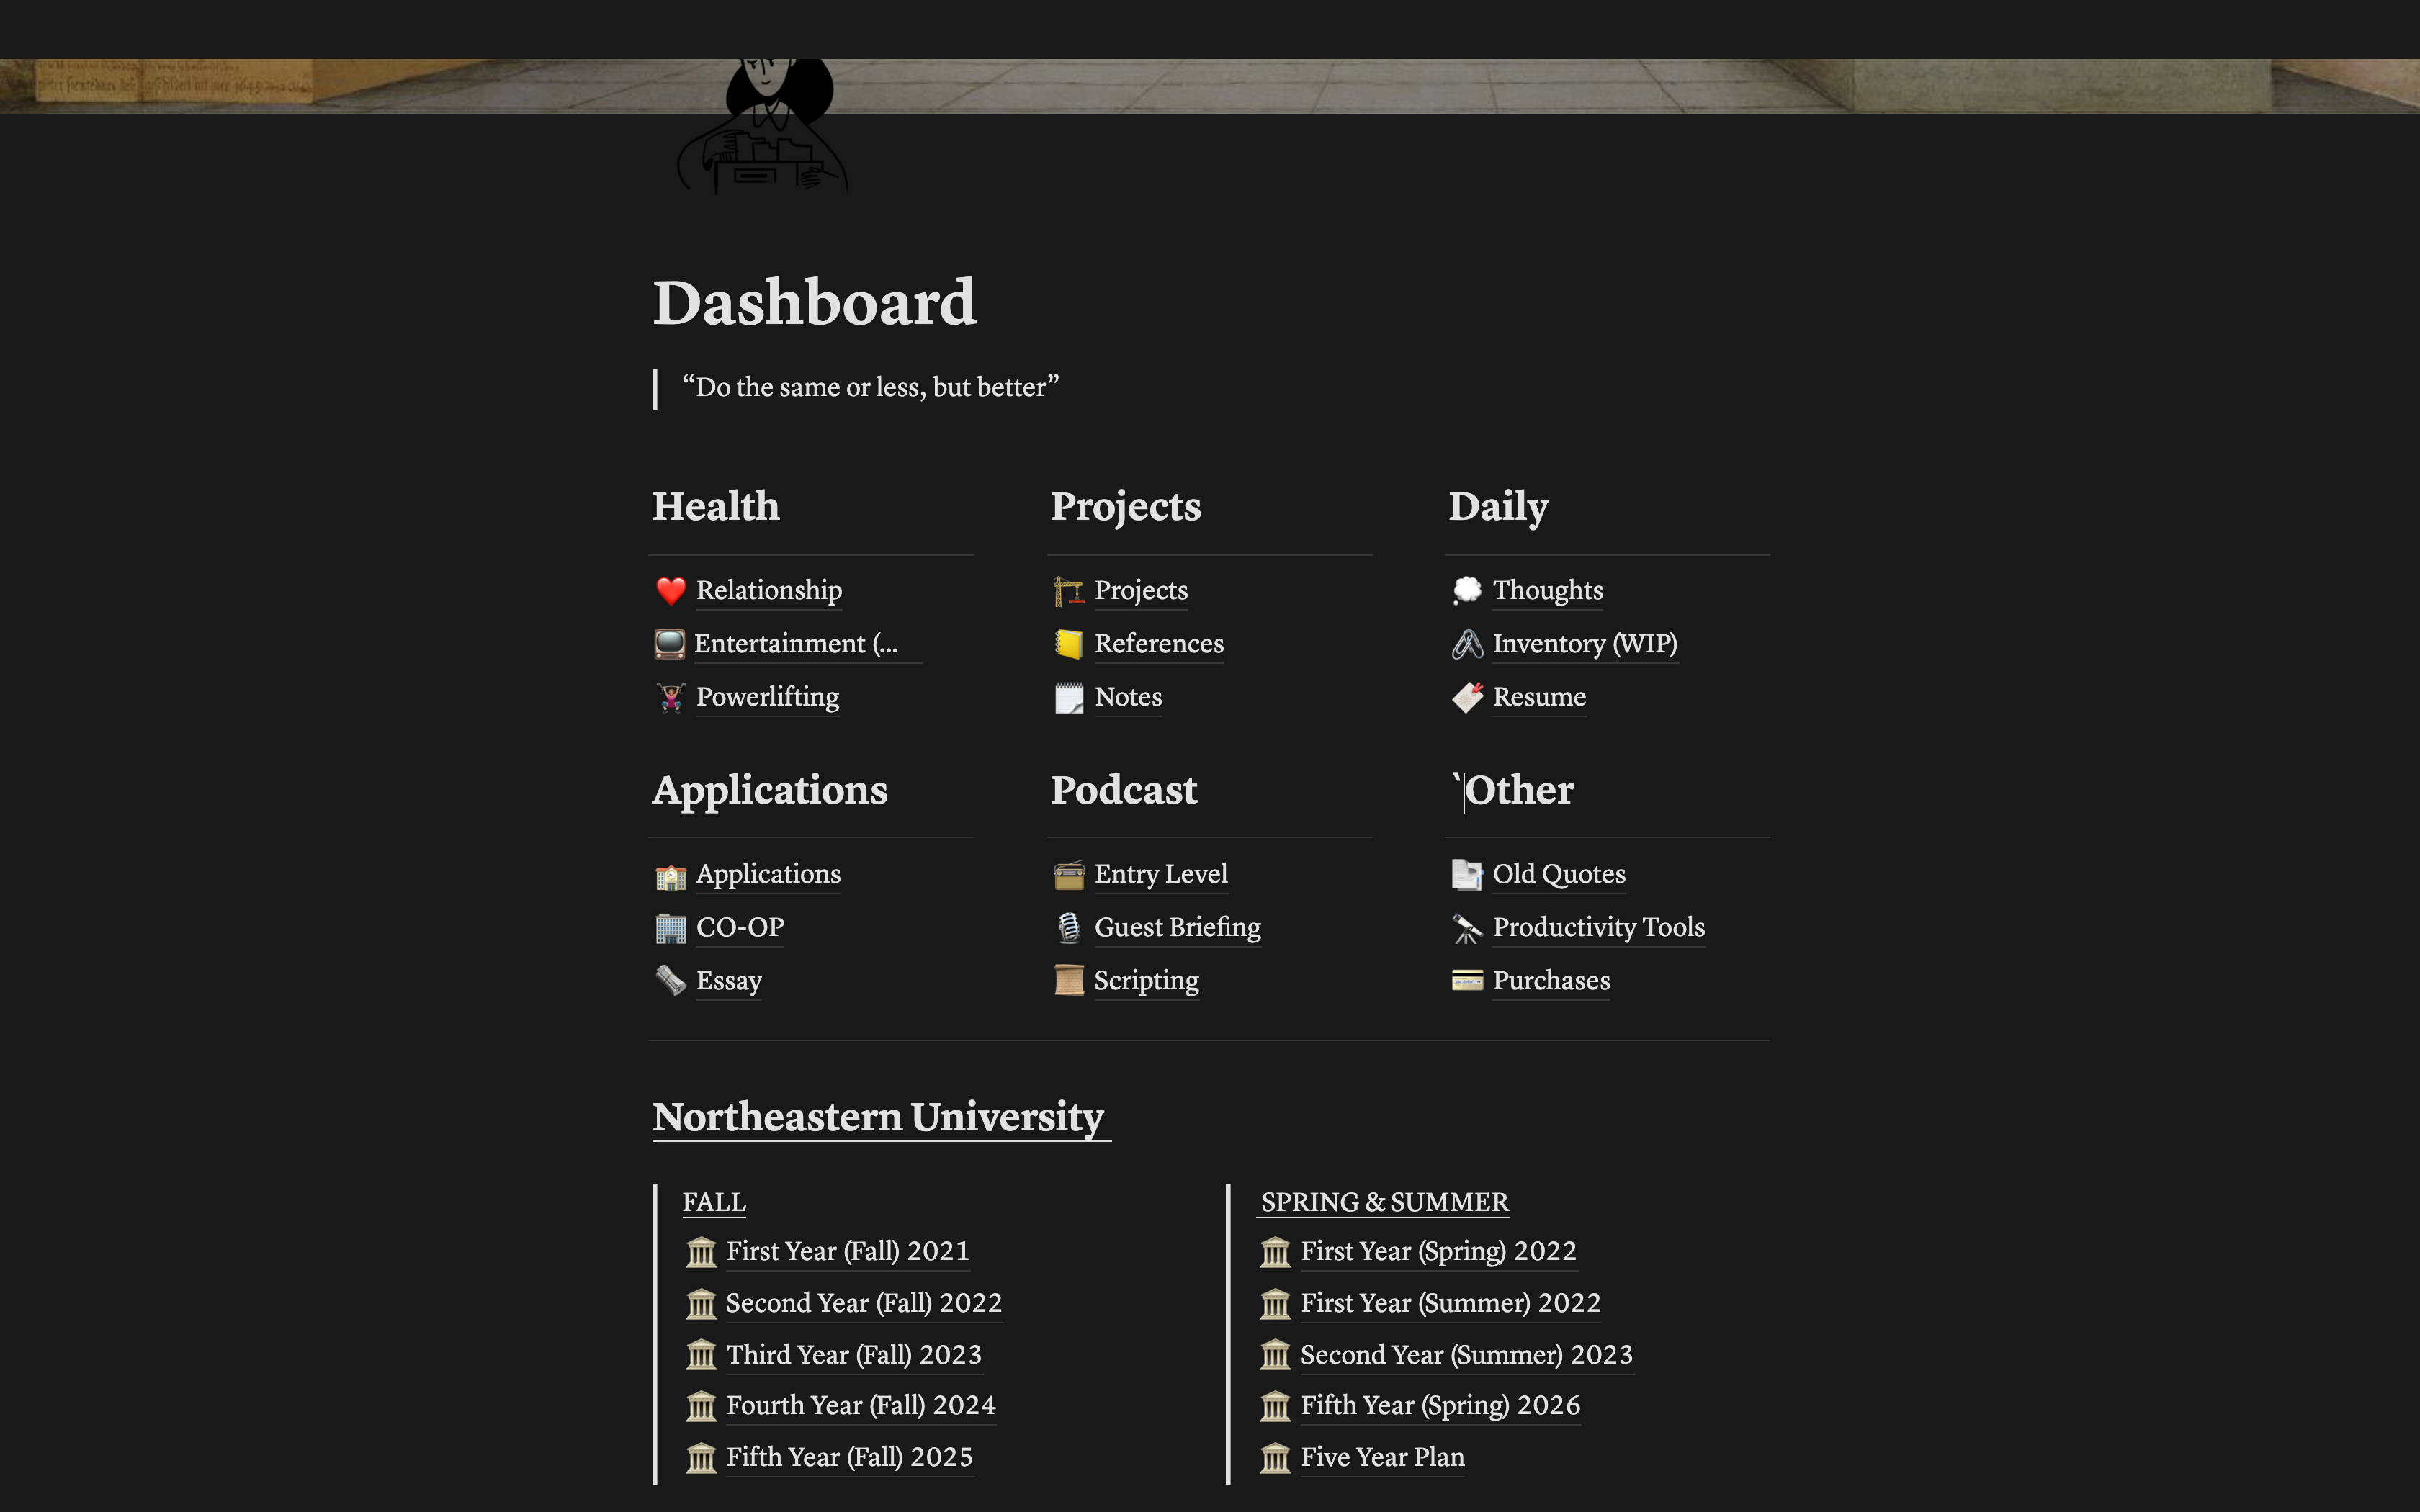 Dashboard
“Do the same or less, but better”
Health
Relationship
Entertainment (...
Powerlifting
Projects
Projects
References
Notes
Daily
Thoughts
Inventory (WIP)
Resume
Applications
Applications
CO-OP
Essay
Podcast
Entry Level
Guest Briefing
Scripting
`Other
Old Quotes
Productivity Tools
Purchases
Northeastern University
FALL
First Year (Fall) 2021
Second Year (Fall) 2022
Third Year (Fall) 2023
Fourth Year (Fall) 2024
Fifth Year (Fall) 2025
SPRING & SUMMER
First Year (Spring) 2022
First Year (Summer) 2022
Second Year (Summer) 2023
Fifth Year (Spring) 2026
Five Year Plan